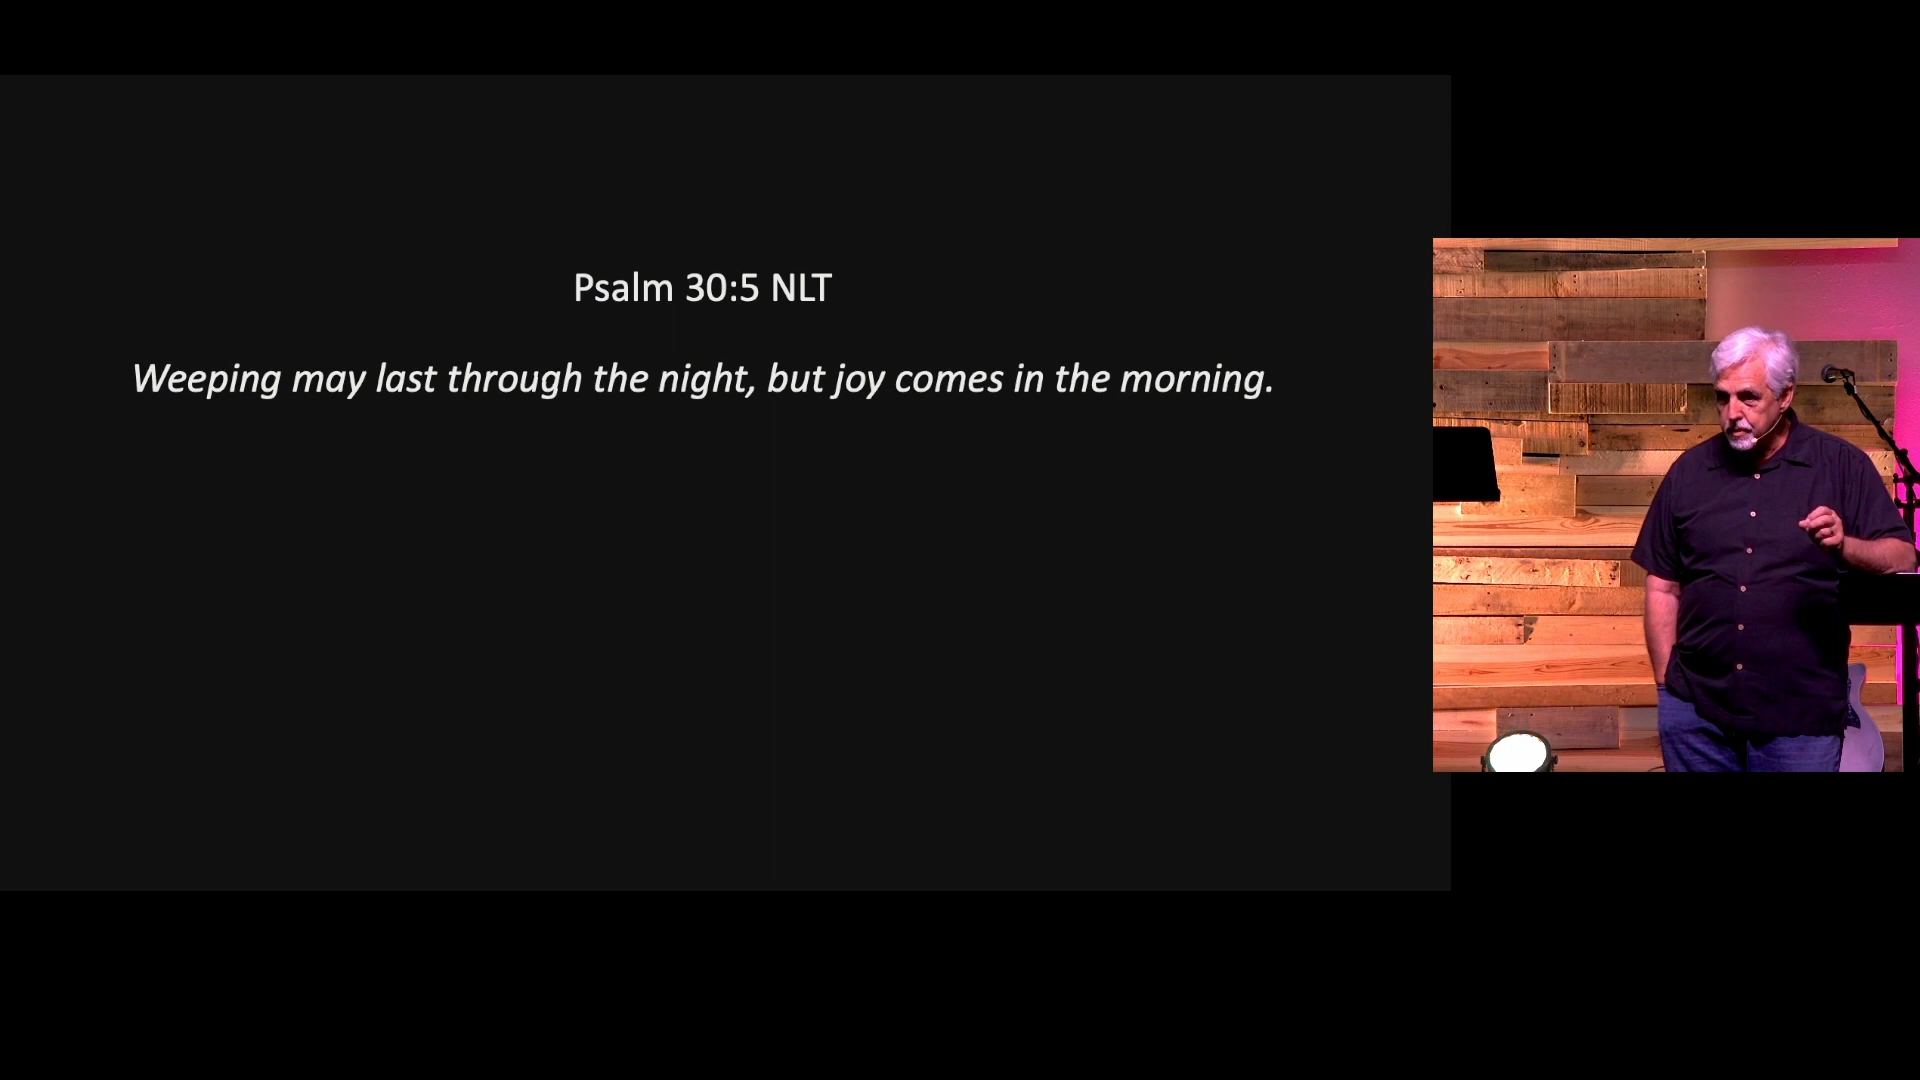 Psalm 30:5 NLT
Weeping may last through the night, but joy comes in the morning.